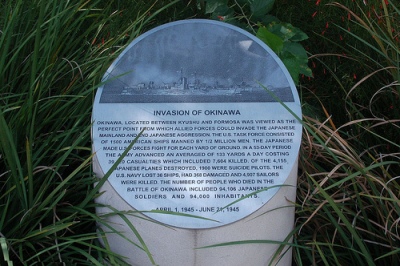 INVASION OF OKINAWA
OKINAWA, LOCATED BETWEEN KYUSHU AND FORMOSA WAS VIEWED AS THE
PERFECT POINT FROM WHICH ALLIED FORCES COULD INVADE THE JAPANESE
MAINLAND AND END JAPANESE AGGRESSION. THE U.S. TASK FORCE CONSISTED
OF 1500 AMERICAN SHIPS MANNED BY 1/2 MILLION MEN. THE JAPANESE
MADE U.S. FORCES FIGHT FOR EACH YARD OF GROUND. IN A 53 DAY PERIOD
THE ARMY ADVANCED AN AVERAGED OF 133 YARDS A DAY COSTING
CASUALTIES WHICH INCLUDED 7,604 KILLED. OF THE 4,155
JAPANESE PLANES DESTROYED, 1900 WERE SUICIDE PILOTS. THE
U.S. NAVY LOST 36 SHIPS, HAD 368 DAMAGED AND 4,907 SAILORS
WERE KILLED. THE NUMBER OF PEOPLE WHO DIED IN THE
BATTLE OF OKINAWA INCLUDED 94,106 JAPANESE
SOLDIERS AND 94,000 INHABITANTS.
APRIL 1, 1945 - JUNE 21, 1945